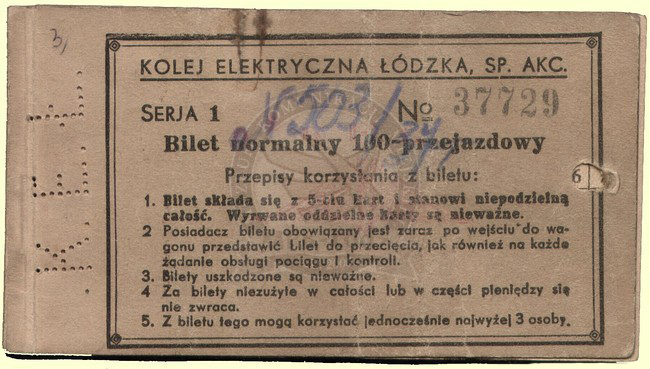 3,
KOLEJ ELEKTRYCZNA ŁÓDZKA, SP. AKC.
SERJA 1 № 37729
Bilet normalny 100-przejazdowy
Przepisy korzystania z biletu:
61
1. Bilet składa się z 5-ciu kart i stanowi niepodzielną
całość. Wyrwane oddzielne karty są nieważne.
2 Posiadacz biletu obowiązany jest zaraz po wejściu do wa-
gonu przedstawić bilet do przecięcia, jak również na każde
żądanie obsługi pociągu i kontroli.
3. Bilety uszkodzone są nieważne.
4 Za bilety niezużyte w całości lub w części pieniędzy się
nie zwraca.
5. Z biletu tego mogą korzystać jednocześnie najwyżej 3 osoby.
K.E.Ł.